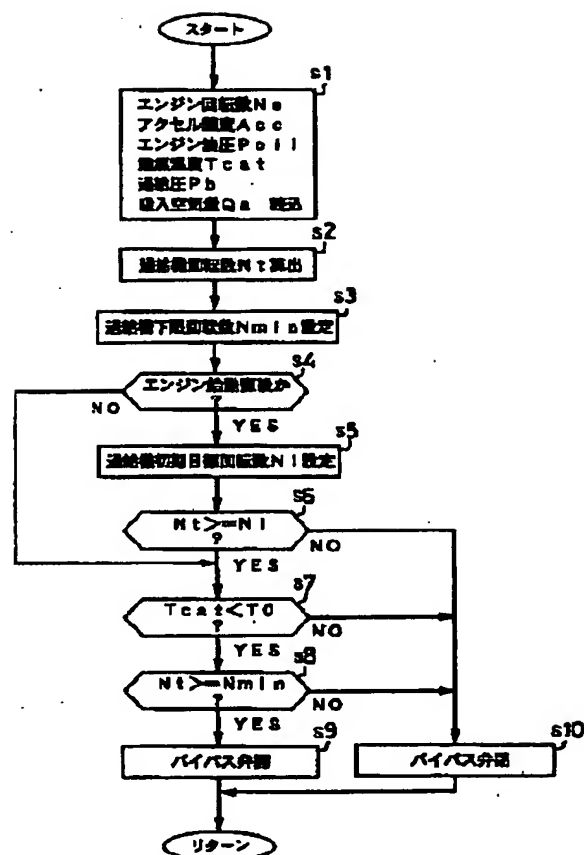 スタート
s1
エンジン回転数Ne
アクセル開度Acc
エンジン油圧Poil
触媒温度Tcat
過給圧Pb
吸入空気量Qa 読込
s2
過給機回転数Nt算出
s3
過給機下限回転数Nmin設定
s4
エンジン始動直後か
?
NO
YES
s5
過給機 目標回転数Ni設定
s6
Nt>=Ni
?
NO
YES
s7
Tcat<T0
?
NO
YES
s8
Nt>=Nmin
?
NO
YES
s9
バイパス弁開
s10
バイパス弁閉
リターン